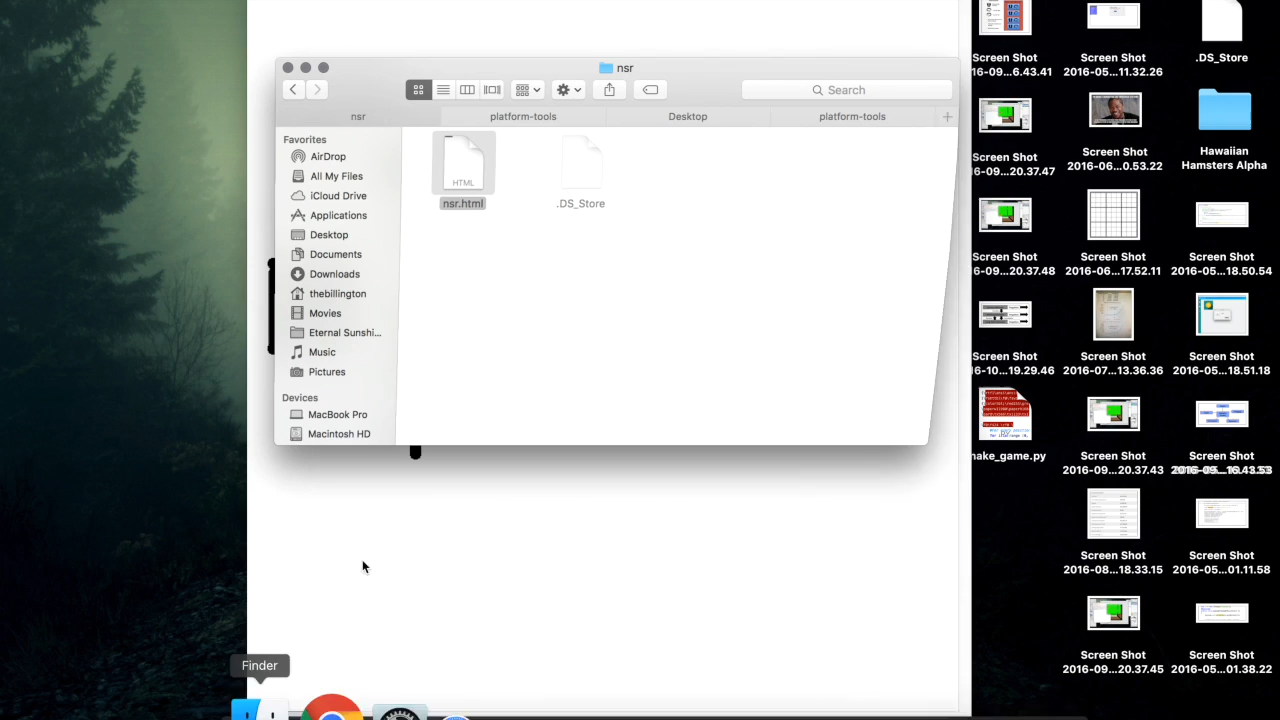 nsr
Search
nsr
platform-tools
Desktop
platform-tools
Favorites
AirDrop
All My Files
iCloud Drive
Applications
Desktop
Documents
Downloads
thebillington
Movies
Eternal Sunshi...
Music
Pictures
Devices
MacBook Pro
Macintosh HD
HTML
nsr.html
.DS_Store
Finder
Screen Shot
16-09...6.43.41
Screen Shot
16-09...20.37.47
Screen Shot
16-09...20.37.48
Screen Shot
16-10...19.29.46
nake_game.py
Screen Shot
2016-05...11.32.26
Screen Shot
2016-06...0.53.22
Screen Shot
2016-06...17.52.11
Screen Shot
2016-07...13.36.36
Screen Shot
2016-09...20.37.43
Screen Shot
2016-08...18.33.15
Screen Shot
2016-09...20.37.45
.DS_Store
Hawaiian
Hamsters Alpha
Screen Shot
2016-05...18.50.54
Screen Shot
2016-05...18.51.18
Screen Shot
Screen Shot
2016-05...01.11.58
Screen Shot
2016-05...01.38.22